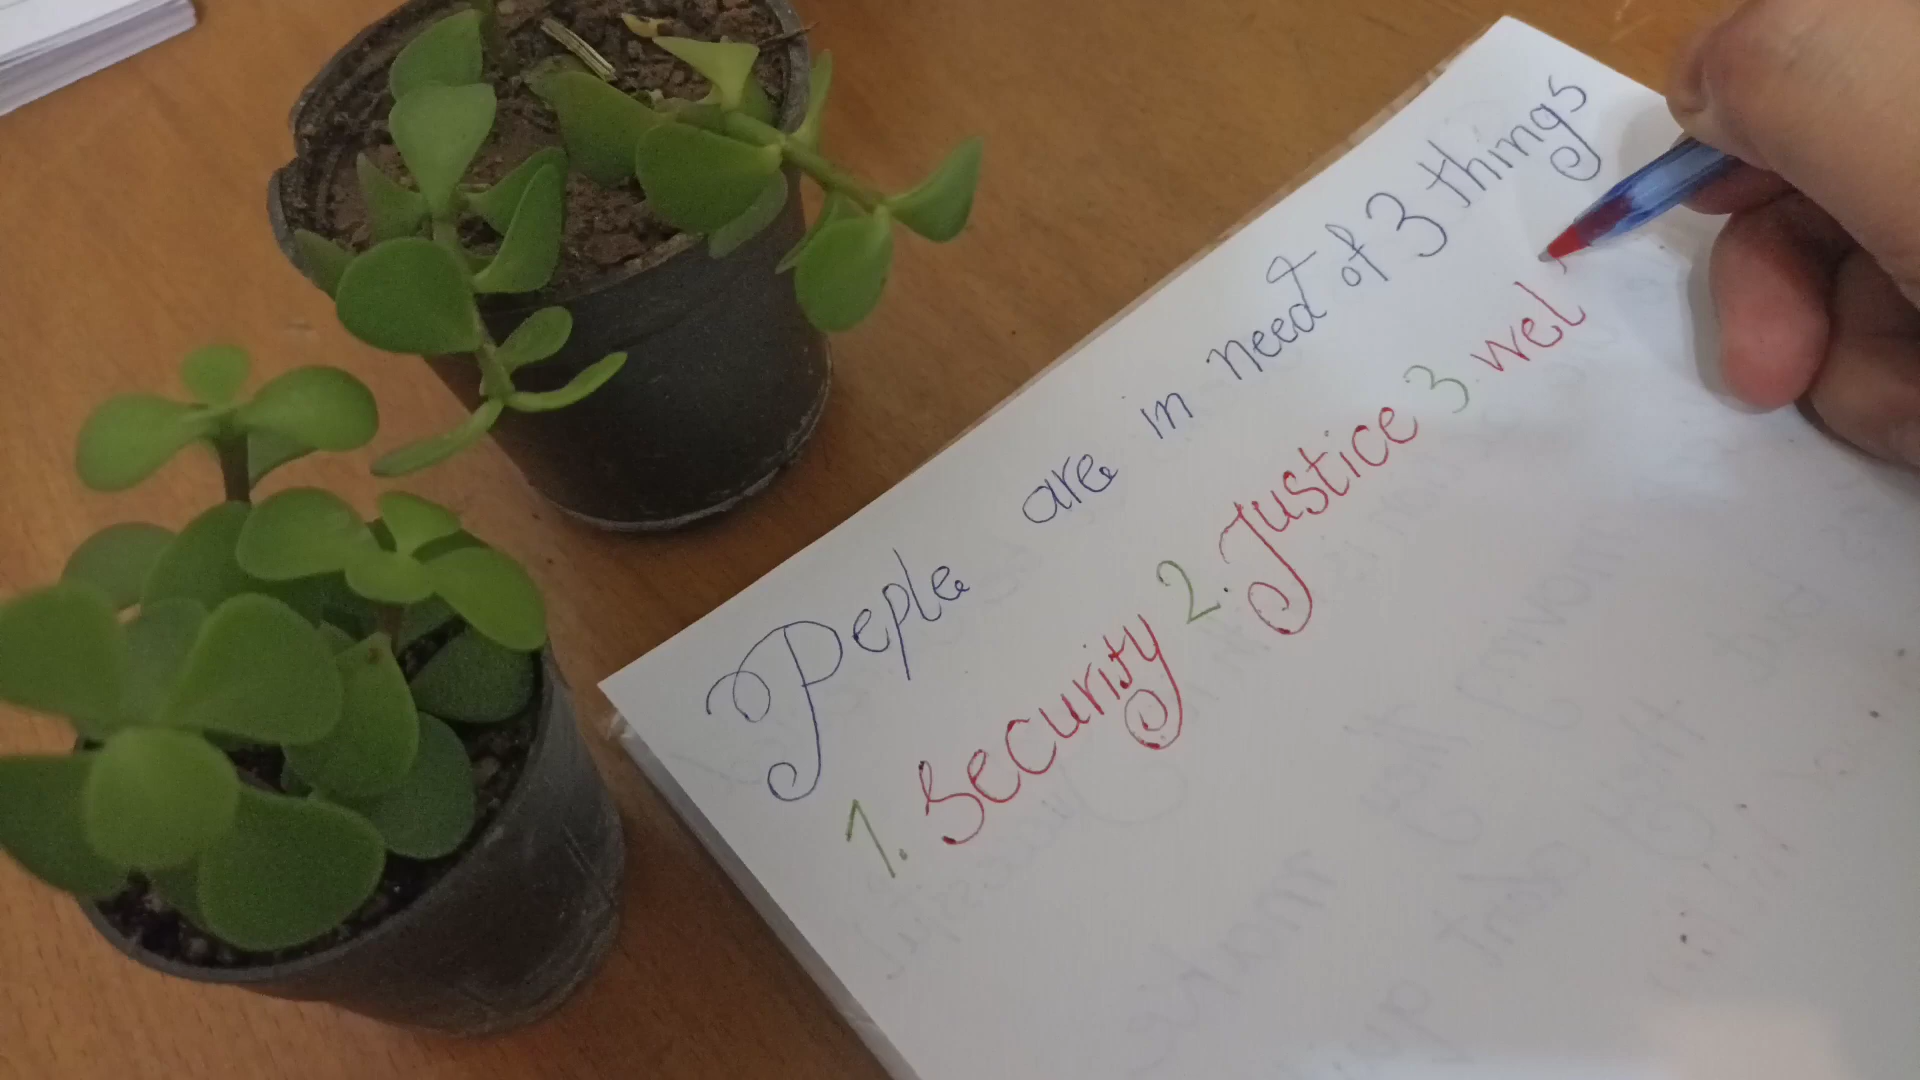 Peple are in need of 3 things
1. Security 2. Justice 3 wel